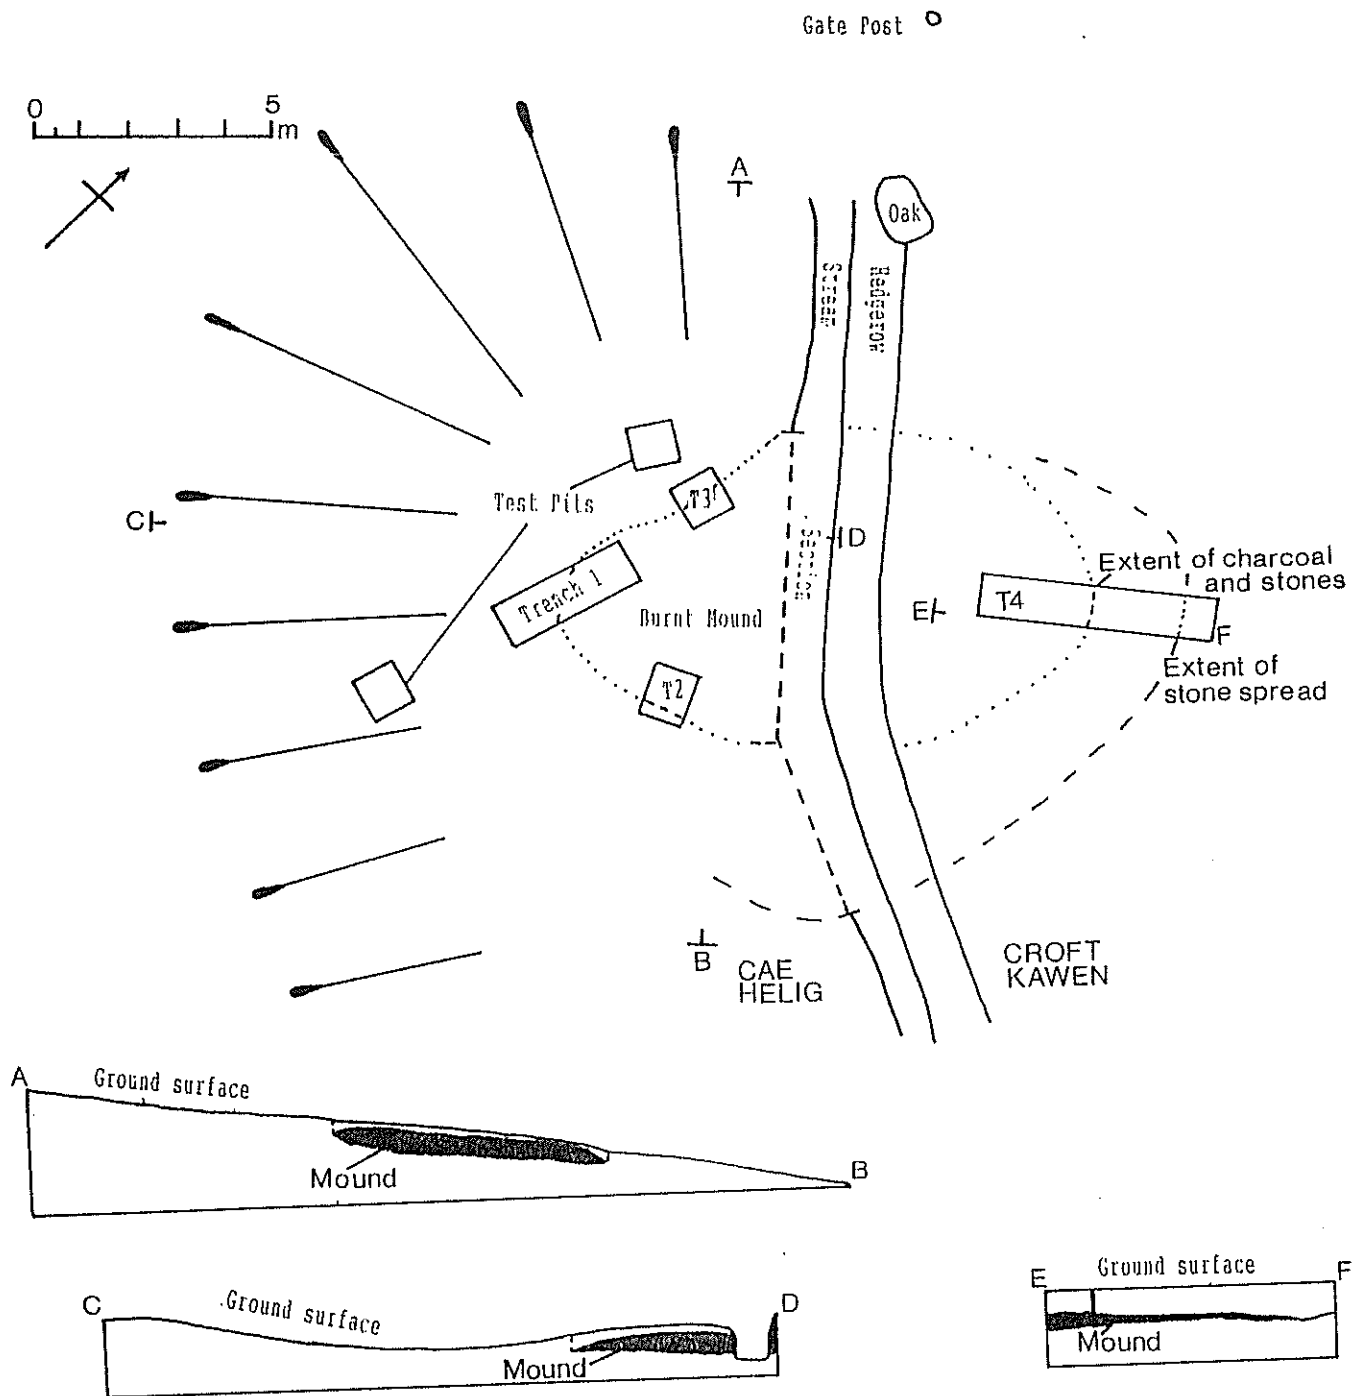 Gate Post
0 5
m
A
Oak
Stream
Hedgerow
Test Pits
T3
C
D
Section
Extent of charcoal
and stones
Trench 1
Burnt Mound
E
T4
F
T2
Extent of
stone spread
B
CAE
HELIG
CROFT
KAWEN
A
Ground surface
Mound
B
C
Ground surface
D
Mound
E
Ground surface
F
Mound